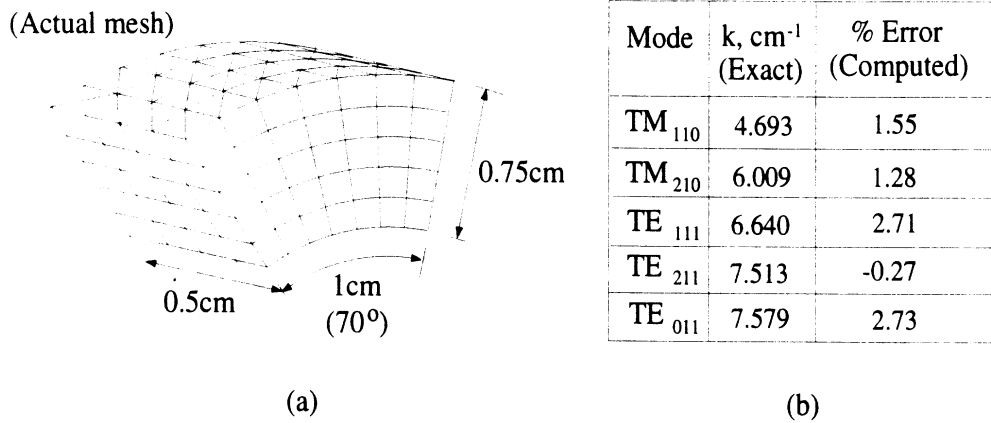 (Actual mesh)
0.75cm
0.5cm
1cm
(70°)
(a)
Mode k, cm⁻¹ % Error
(Exact) (Computed)
TM₁₁₀ 4.693 1.55
TM₂₁₀ 6.009 1.28
TE₁₁₁ 6.640 2.71
TE₂₁₁ 7.513 -0.27
TE₀₁₁ 7.579 2.73
(b)